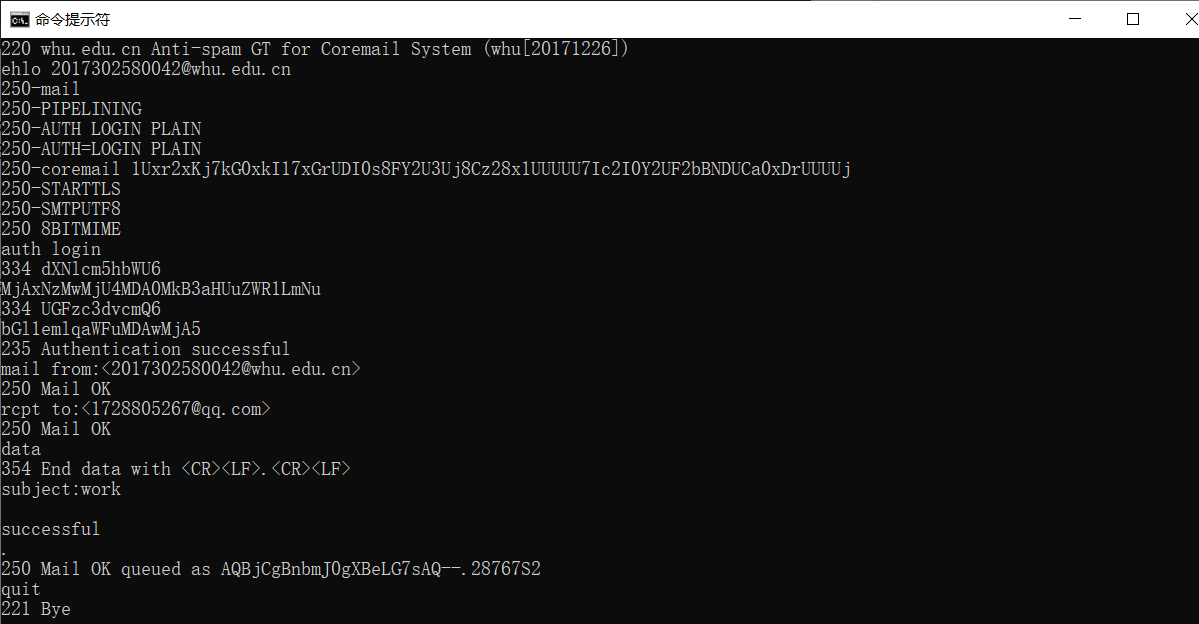 命令提示符
220 whu.edu.cn Anti-spam GT for Coremail System (whu[20171226])
ehlo 2017302580042@whu.edu.cn
250-mail
250-PIPELINING
250-AUTH LOGIN PLAIN
250-AUTH=LOGIN PLAIN
250-coremail 1Uxr2xKj7kG0xkI17xGrUDI0s8FY2U3Uj8Cz28x1UUUUU7Ic2I0Y2UF2bBNDUCa0xDrUUUUj
250-STARTTLS
250-SMTPUTF8
250 8BITMIME
auth login
334 dXNlcm5hbWU6
MjAxNzMwMjU4MDA0MkB3aHUuZWR1LmNu
334 UGFzc3dvcmQ6
bGl1emlqaWFuMDAwMjA5
235 Authentication successful
mail from:<2017302580042@whu.edu.cn>
250 Mail OK
rcpt to:<1728805267@qq.com>
250 Mail OK
data
354 End data with <CR><LF>.<CR><LF>
subject:work
successful
.
250 Mail OK queued as AQBjCgBnbmJ0gXBeLG7sAQ--.28767S2
quit
221 Bye